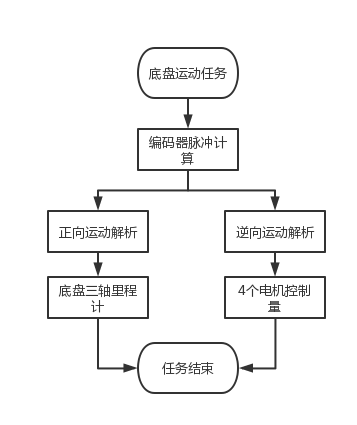 底盘运动任务
编码器脉冲计
算
正向运动解析
逆向运动解析
底盘三轴里程
计
4个电机控制
量
任务结束